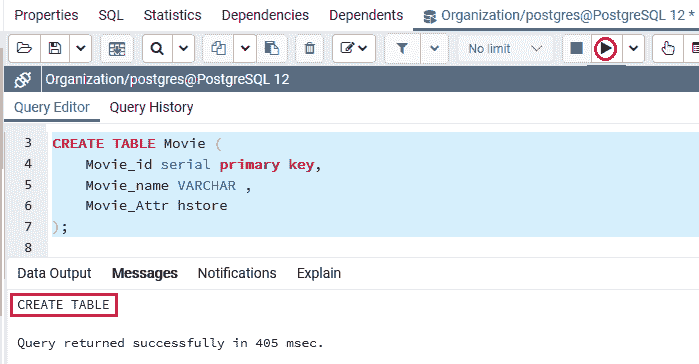 Properties SQL Statistics Dependencies Dependents Organization/postgres@PostgreSQL 12 *
No limit
Organization/postgres@PostgreSQL 12
Query Editor Query History
3 CREATE TABLE Movie (
4 Movie_id serial primary key,
5 Movie_name VARCHAR ,
6 Movie_Attr hstore
7 );
8
Data Output Messages Notifications Explain
CREATE TABLE
Query returned successfully in 405 msec.